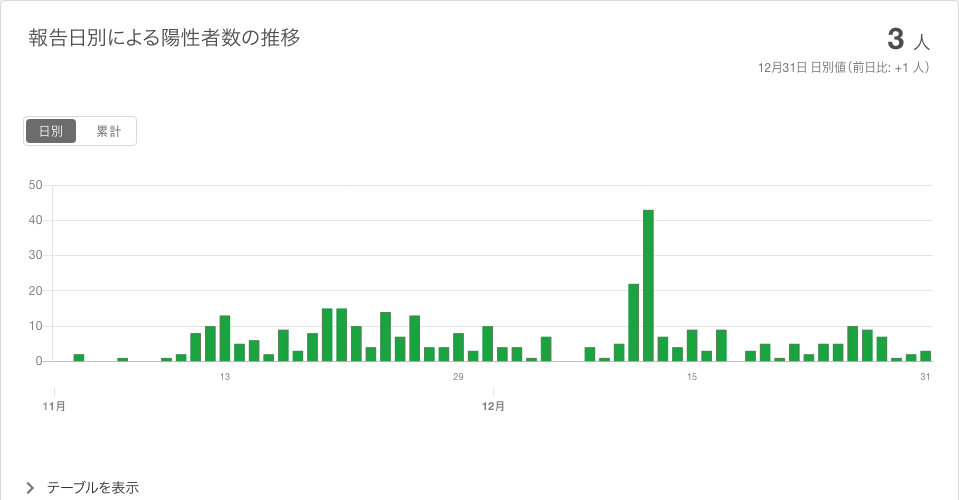 報告日別による陽性者数の推移
3 人
12月31日 日別値（前日比: +1 人）
日別 累計
50
40
30
20
10
0
13 29 15 31
11月 12月
テーブルを表示